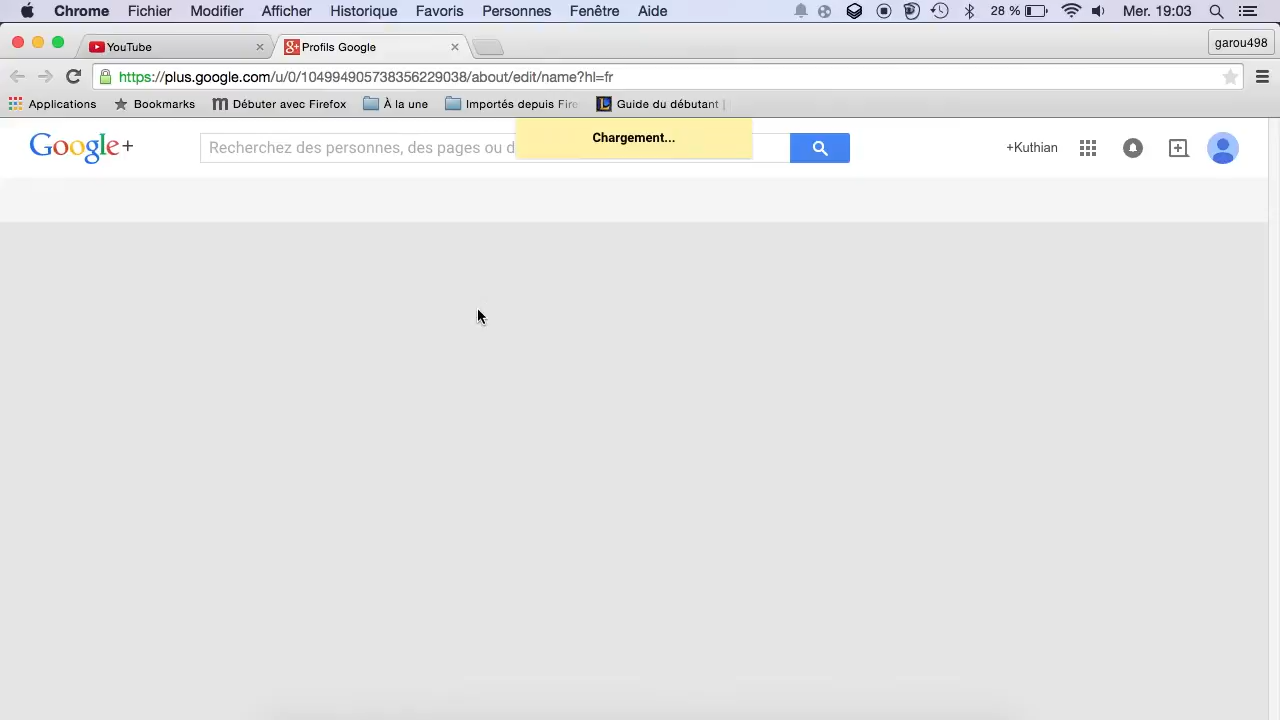 Chrome Fichier Modifier Afficher Historique Favoris Personnes Fenêtre Aide 28 % Mer. 19:03
YouTube Profils Google garou498
https://plus.google.com/u/0/104994905738356229038/about/edit/name?hl=fr
Applications Bookmarks Débuter avec Firefox À la une Importés depuis Fire Guide du débutant |
Chargement...
Google+ Recherchez des personnes, des pages ou d +Kuthian